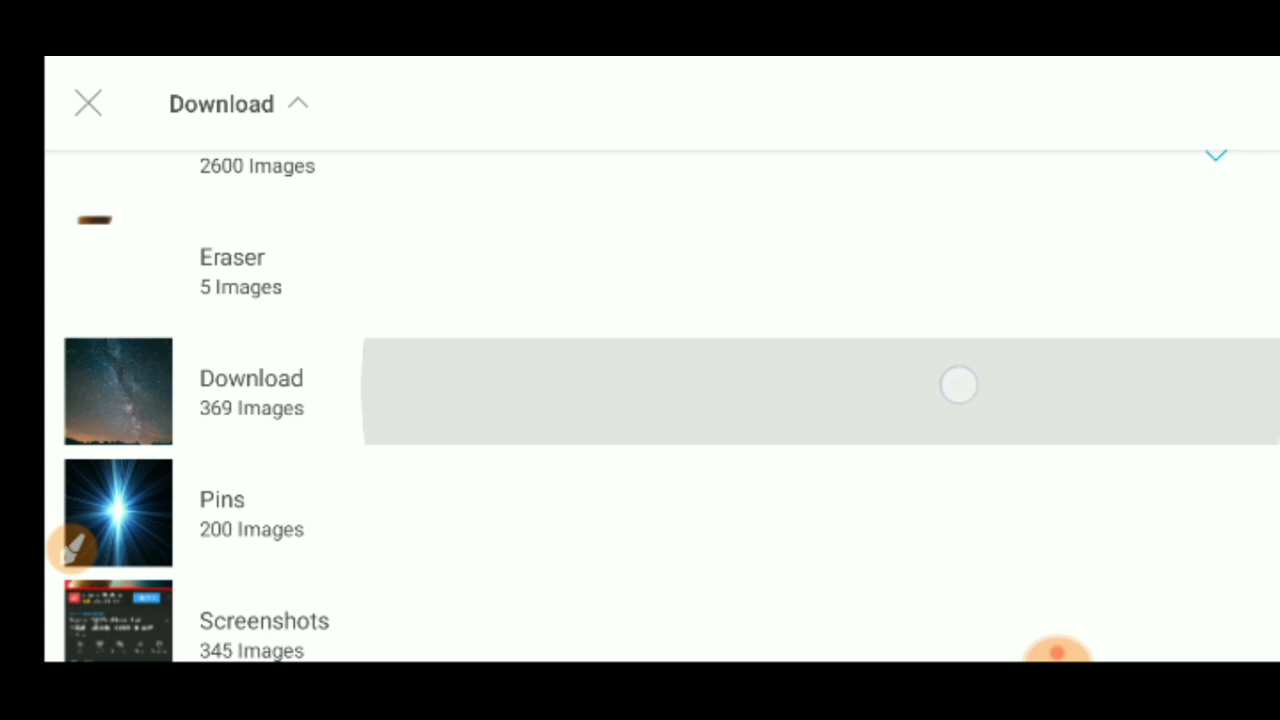 Download
2600 Images
Eraser
5 Images
Download
369 Images
Pins
200 Images
Screenshots
345 Images